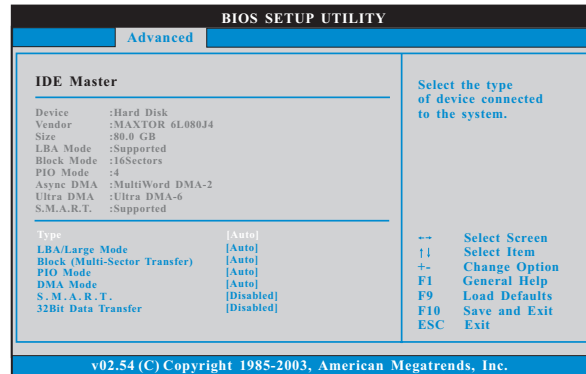 BIOS SETUP UTILITY
Advanced
IDE Master
Device :Hard Disk
Vendor :MAXTOR 6L080J4
Size :80.0 GB
LBA Mode :Supported
Block Mode :16Sectors
PIO Mode :4
Async DMA :MultiWord DMA-2
Ultra DMA :Ultra DMA-6
S.M.A.R.T. :Supported
Type [Auto]
LBA/Large Mode [Auto]
Block (Multi-Sector Transfer) [Auto]
PIO Mode [Auto]
DMA Mode [Auto]
S.M.A.R.T. [Disabled]
32Bit Data Transfer [Disabled]
Select the type
of device connected
to the system.
←→ Select Screen
↑↓ Select Item
+- Change Option
F1 General Help
F9 Load Defaults
F10 Save and Exit
ESC Exit
v02.54 (C) Copyright 1985-2003, American Megatrends, Inc.